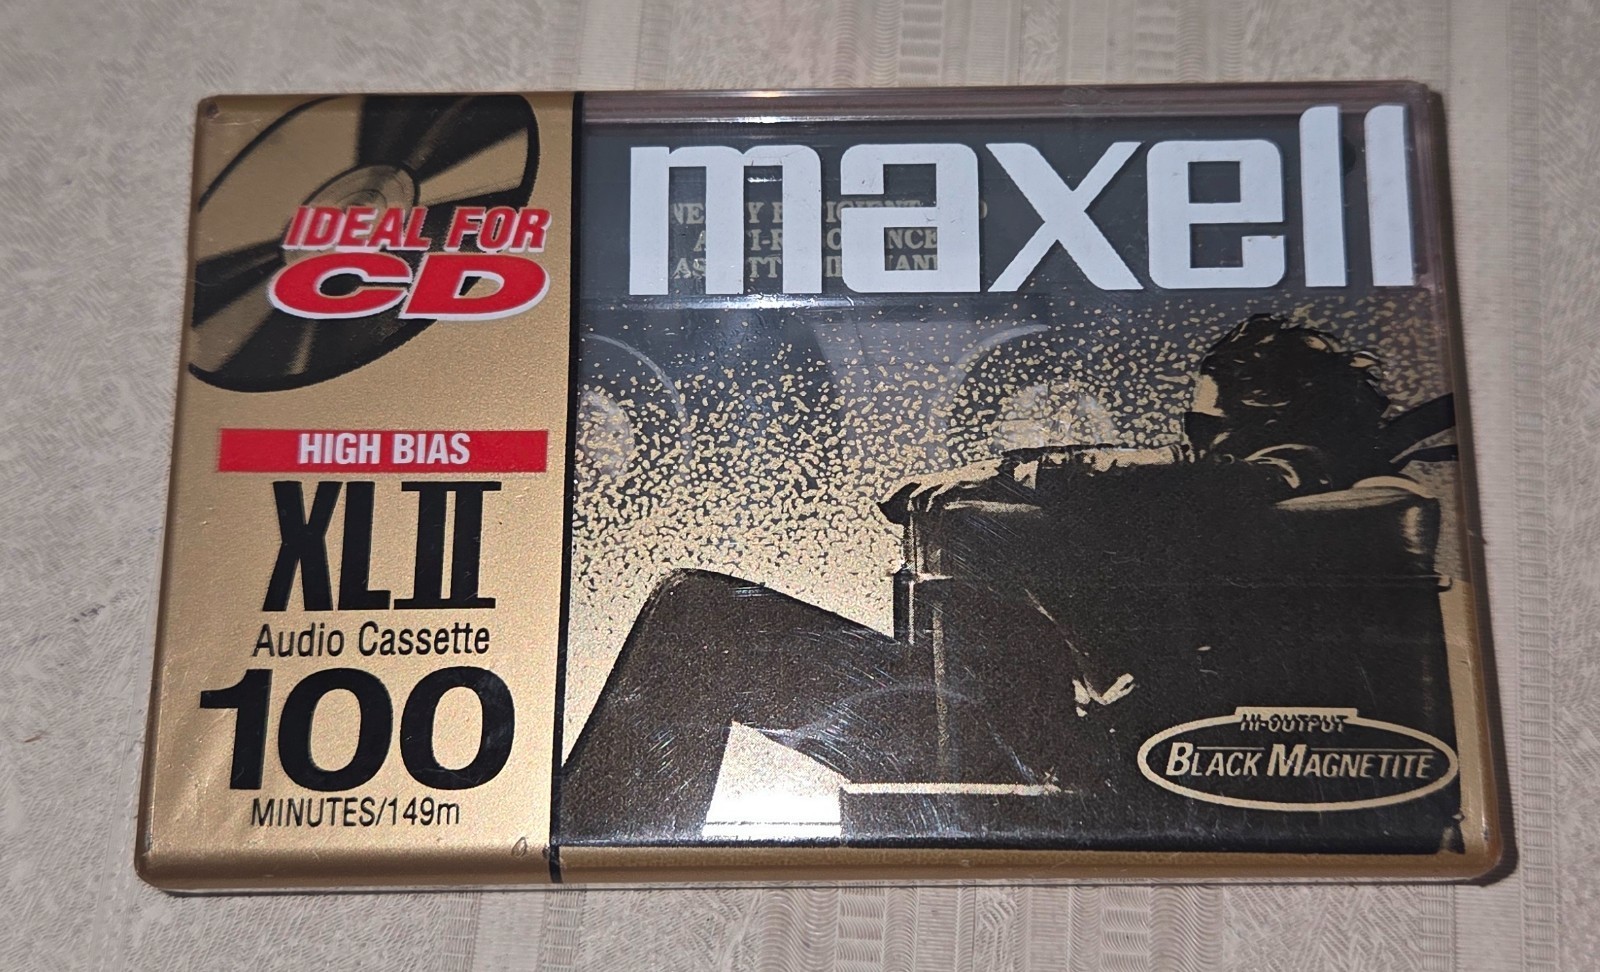 maxell
IDEAL FOR
CD
HIGH BIAS
XLII
Audio Cassette
100
MINUTES/149m
HI-OUTPUT
BLACK MAGNETITE